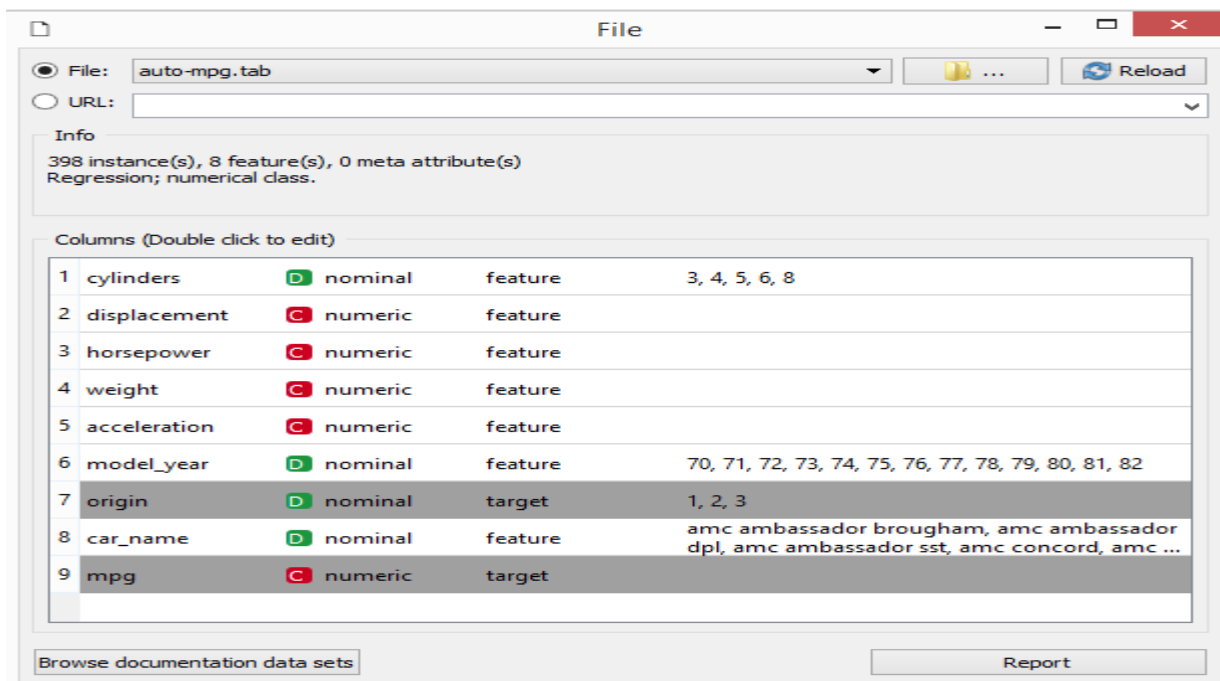 File
File: auto-mpg.tab ... Reload
URL:
Info
398 instance(s), 8 feature(s), 0 meta attribute(s)
Regression; numerical class.
Columns (Double click to edit)
1 cylinders D nominal feature 3, 4, 5, 6, 8
2 displacement C numeric feature
3 horsepower C numeric feature
4 weight C numeric feature
5 acceleration C numeric feature
6 model_year D nominal feature 70, 71, 72, 73, 74, 75, 76, 77, 78, 79, 80, 81, 82
7 origin D nominal target 1, 2, 3
8 car_name D nominal feature amc ambassador brougham, amc ambassador
dpl, amc ambassador sst, amc concord, amc ...
9 mpg C numeric target
Browse documentation data sets Report